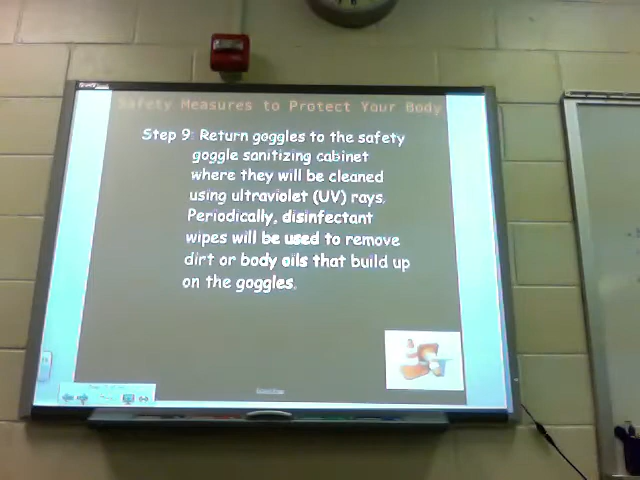 Safety Measures to Protect Your Body
Step 9: Return goggles to the safety
goggle sanitizing cabinet
where they will be cleaned
using ultraviolet (UV) rays.
Periodically, disinfectant
wipes will be used to remove
dirt or body oils that build up
on the goggles.